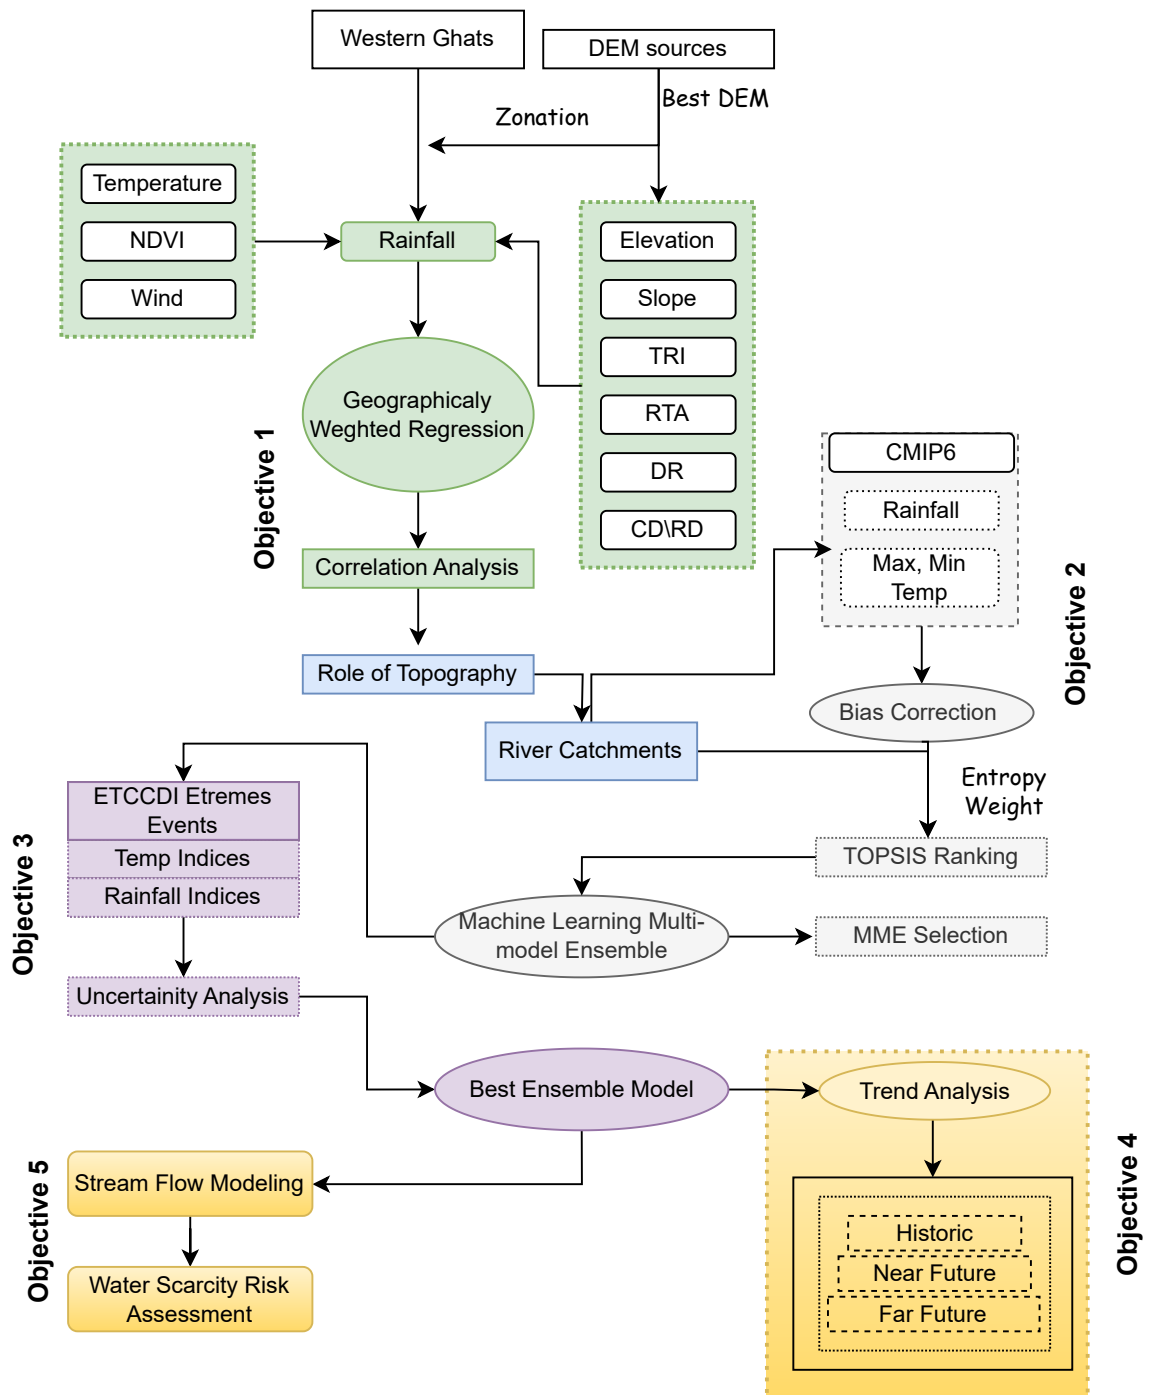 Western Ghats
DEM sources
Best DEM
Zonation
Temperature
NDVI
Wind
Rainfall
Elevation
Slope
TRI
RTA
DR
CD\RD
Geographicaly
Weghted Regression
Objective 1
Correlation Analysis
Role of Topography
River Catchments
CMIP6
Rainfall
Max, Min
Temp
Objective 2
Bias Correction
Entropy
Weight
TOPSIS Ranking
Machine Learning Multi-
model Ensemble
MME Selection
ETCCDI Etremes
Events
Temp Indices
Rainfall Indices
Objective 3
Uncertainity Analysis
Best Ensemble Model
Trend Analysis
Historic
Near Future
Far Future
Objective 4
Stream Flow Modeling
Water Scarcity Risk
Assessment
Objective 5